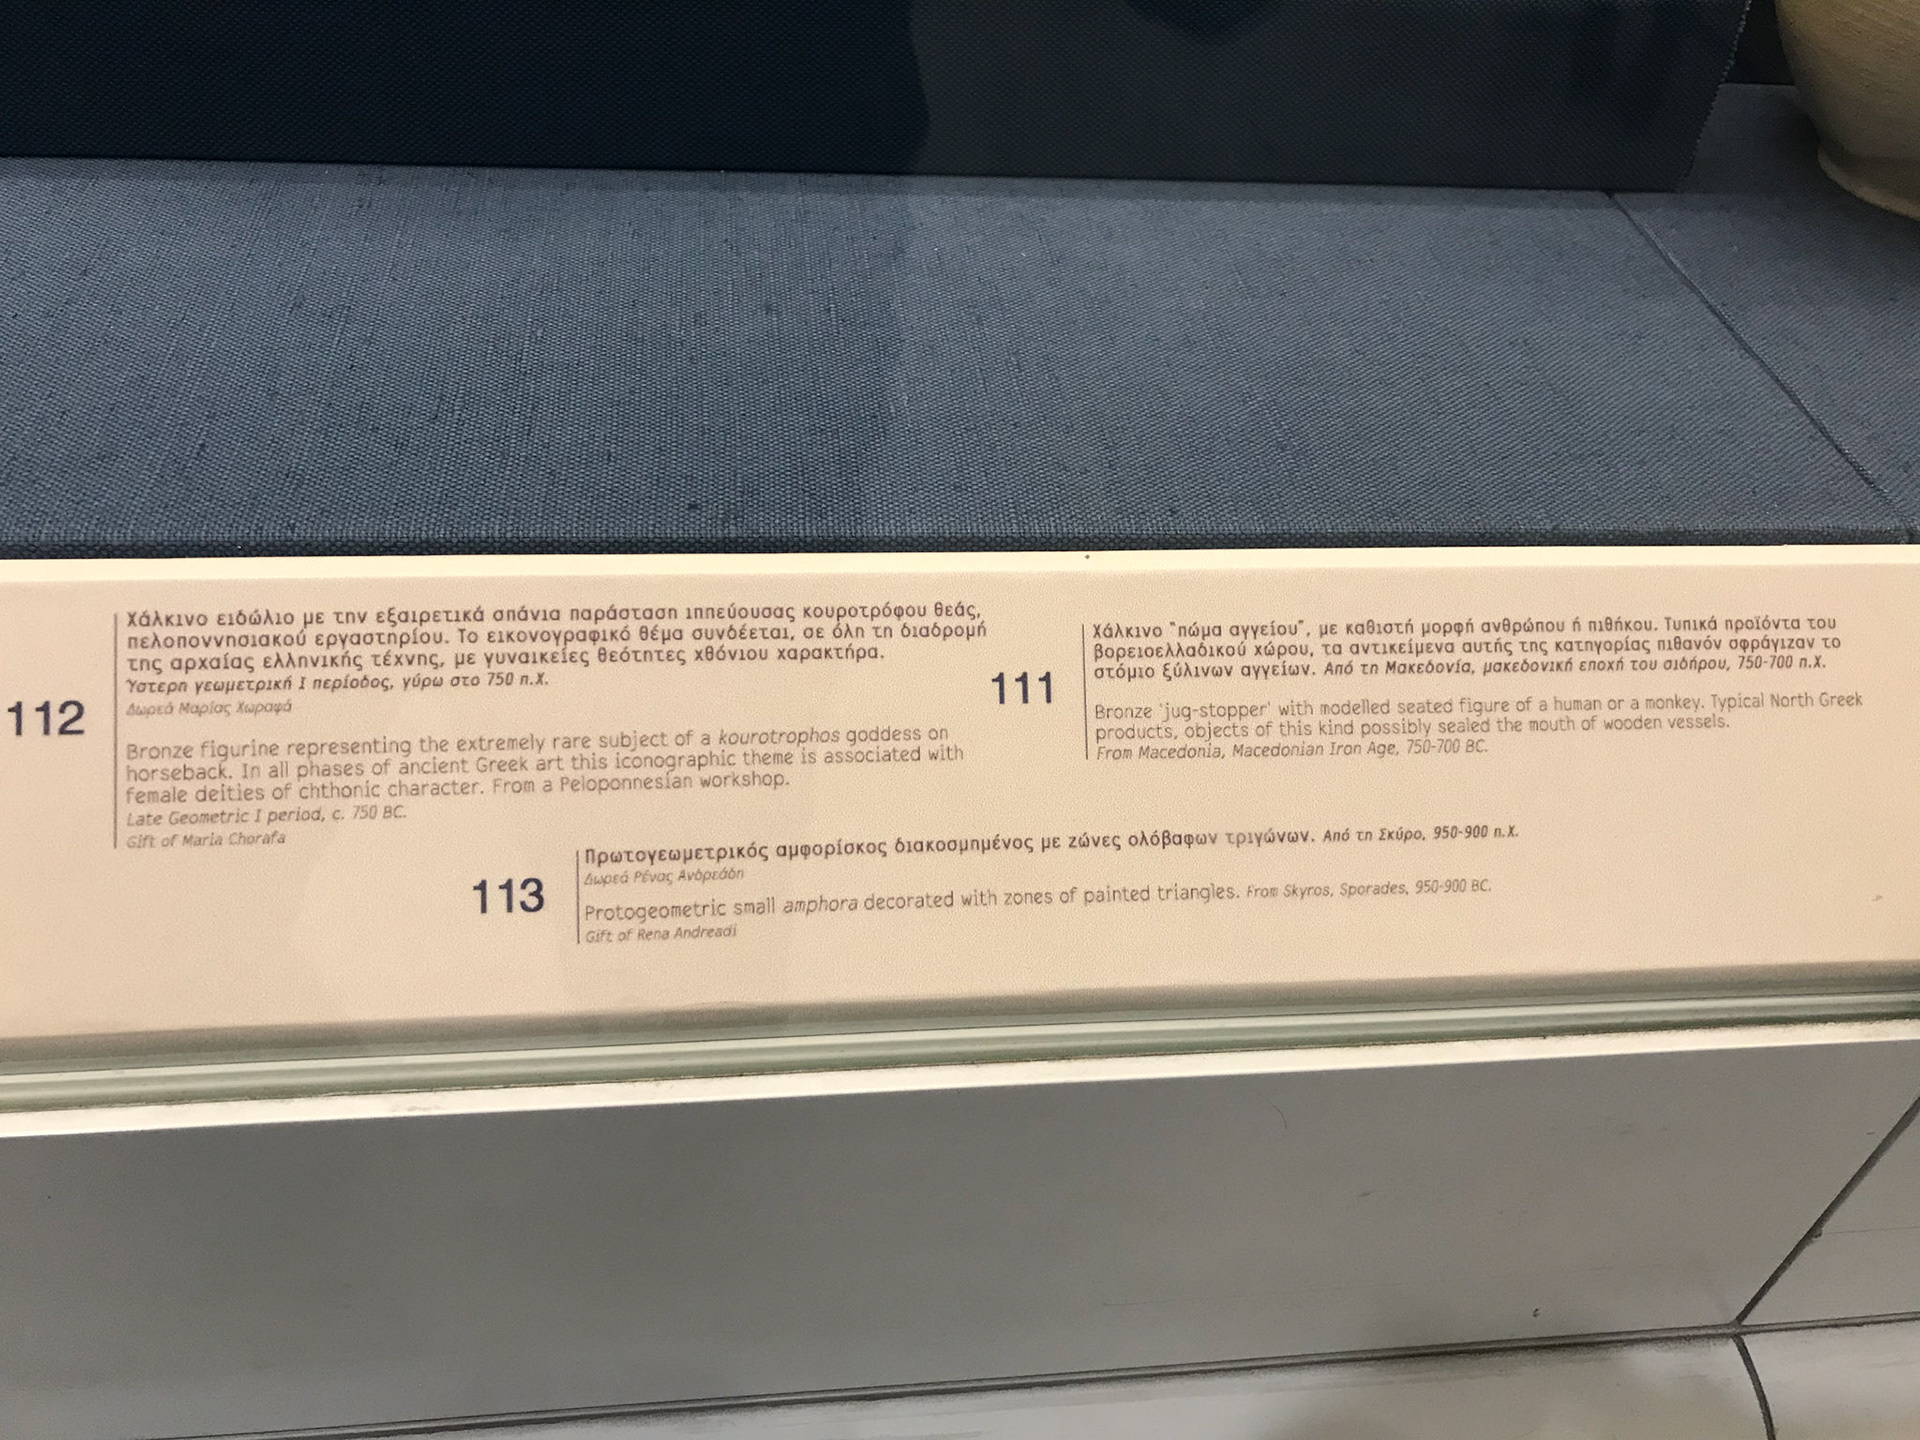 112
Χάλκινο ειδώλιο με την εξαιρετικά σπάνια παράσταση ιππεύουσας κουροτρόφου θεάς,
πελοποννησιακού εργαστηρίου. Το εικονογραφικό θέμα συνδέεται, σε όλη τη διαδρομή
της αρχαίας ελληνικής τέχνης, με γυναικείες θεότητες χθόνιου χαρακτήρα.
Ύστερη γεωμετρική Ι περίοδος, γύρω στο 750 π.Χ.
Δωρεά Μαρίας Χωραφά
Bronze figurine representing the extremely rare subject of a kourotrophos goddess on
horseback. In all phases of ancient Greek art this iconographic theme is associated with
female deities of chthonic character. From a Peloponnesian workshop.
Late Geometric I period, c. 750 BC.
Gift of Maria Chorafa
111
Χάλκινο "πώμα αγγείου", με καθιστή μορφή ανθρώπου ή πιθήκου. Τυπικά προϊόντα του
βορειοελλαδικού χώρου, τα αντικείμενα αυτής της κατηγορίας πιθανόν σφράγιζαν το
στόμιο ξύλινων αγγείων. Από τη Μακεδονία, μακεδονική εποχή του σιδήρου, 750-700 π.Χ.
Bronze 'jug-stopper' with modelled seated figure of a human or a monkey. Typical North Greek
products, objects of this kind possibly sealed the mouth of wooden vessels.
From Macedonia, Macedonian Iron Age, 750-700 BC.
113
Πρωτογεωμετρικός αμφορίσκος διακοσμημένος με ζώνες ολόβαφων τριγώνων. Από τη Σκύρο, 950-900 π.Χ.
Δωρεά Ρένας Ανδρεάδη
Protogeometric small amphora decorated with zones of painted triangles. From Skyros, Sporades, 950-900 BC.
Gift of Rena Andreadi